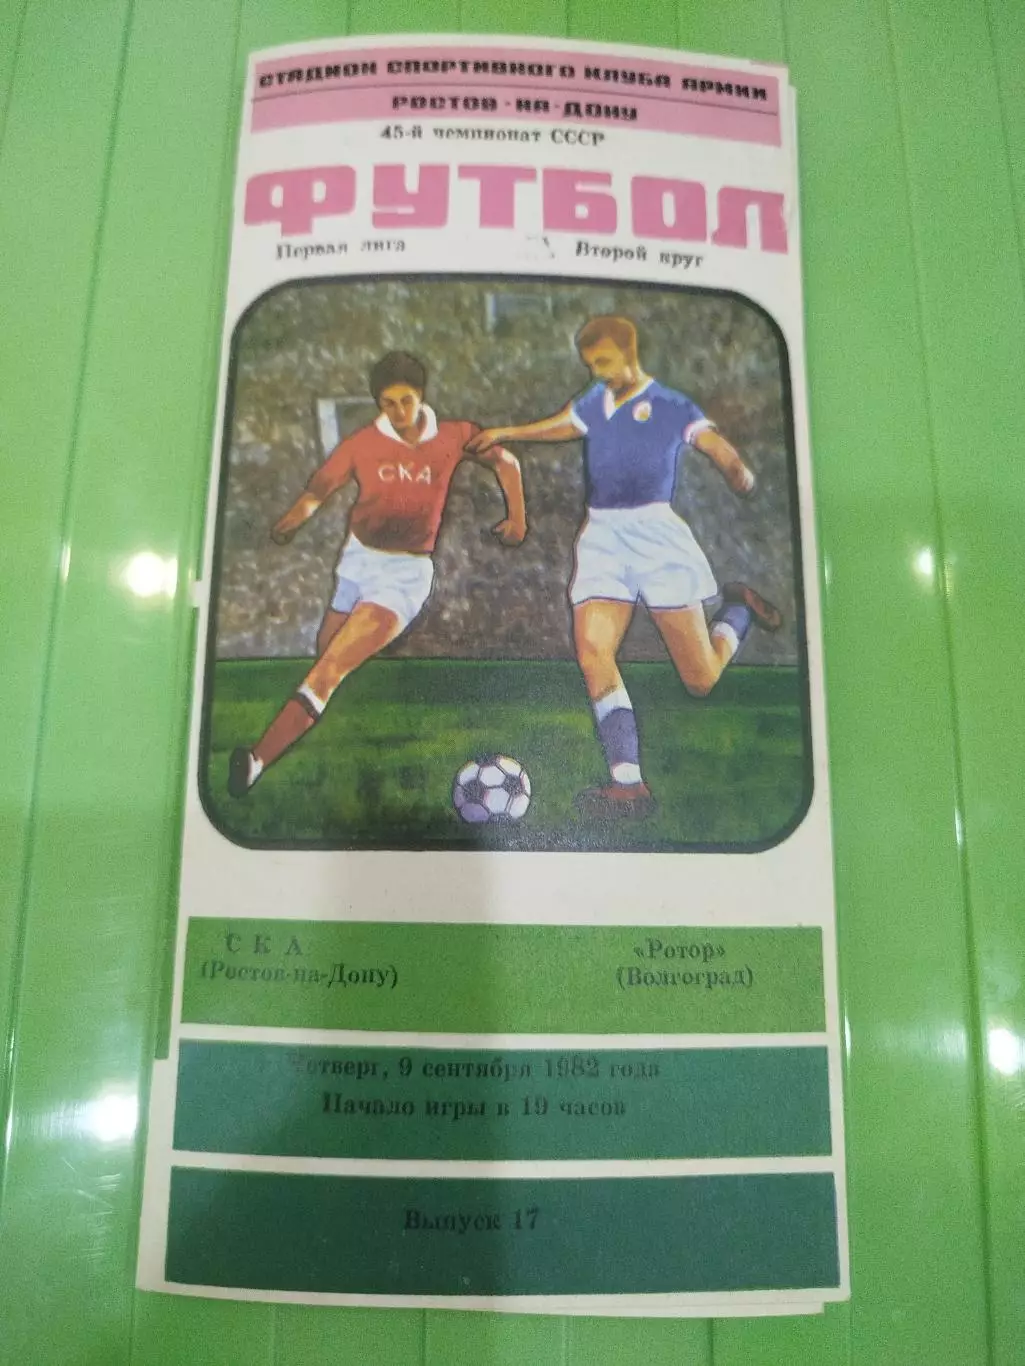 СТАДИОН СПОРТИВНОГО КЛУБА АРМИИ
РОСТОВ-НА-ДОНУ
45-й чемпионат СССР
ФУТБОЛ
Первая лига Второй круг
СКА
С К А «Ротор»
(Ростов-на-Дону) (Волгоград)
Четверг, 9 сентября 1982 года
Начало игры в 19 часов
Выпуск 17